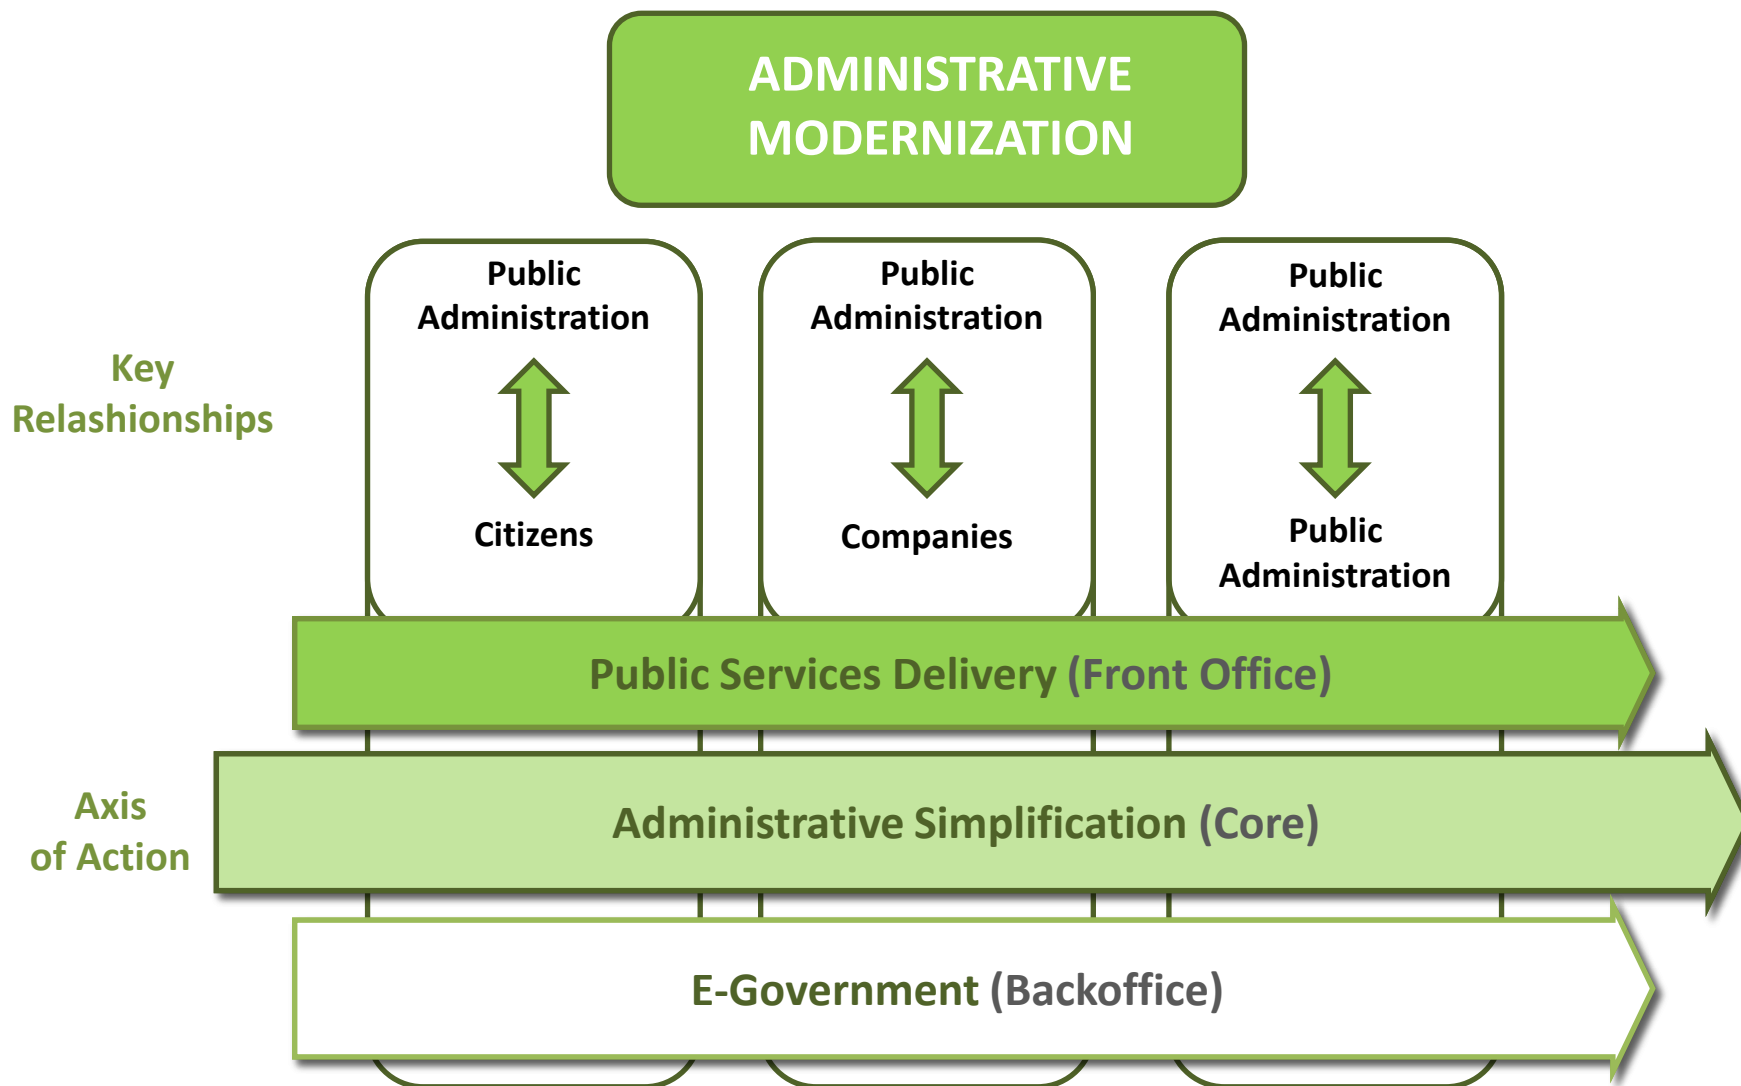 ADMINISTRATIVE
MODERNIZATION
Key
Relashionships
Public
Administration
Citizens
Public
Administration
Companies
Public
Administration
Public
Administration
Axis
of Action
Public Services Delivery (Front Office)
Administrative Simplification (Core)
E-Government (Backoffice)